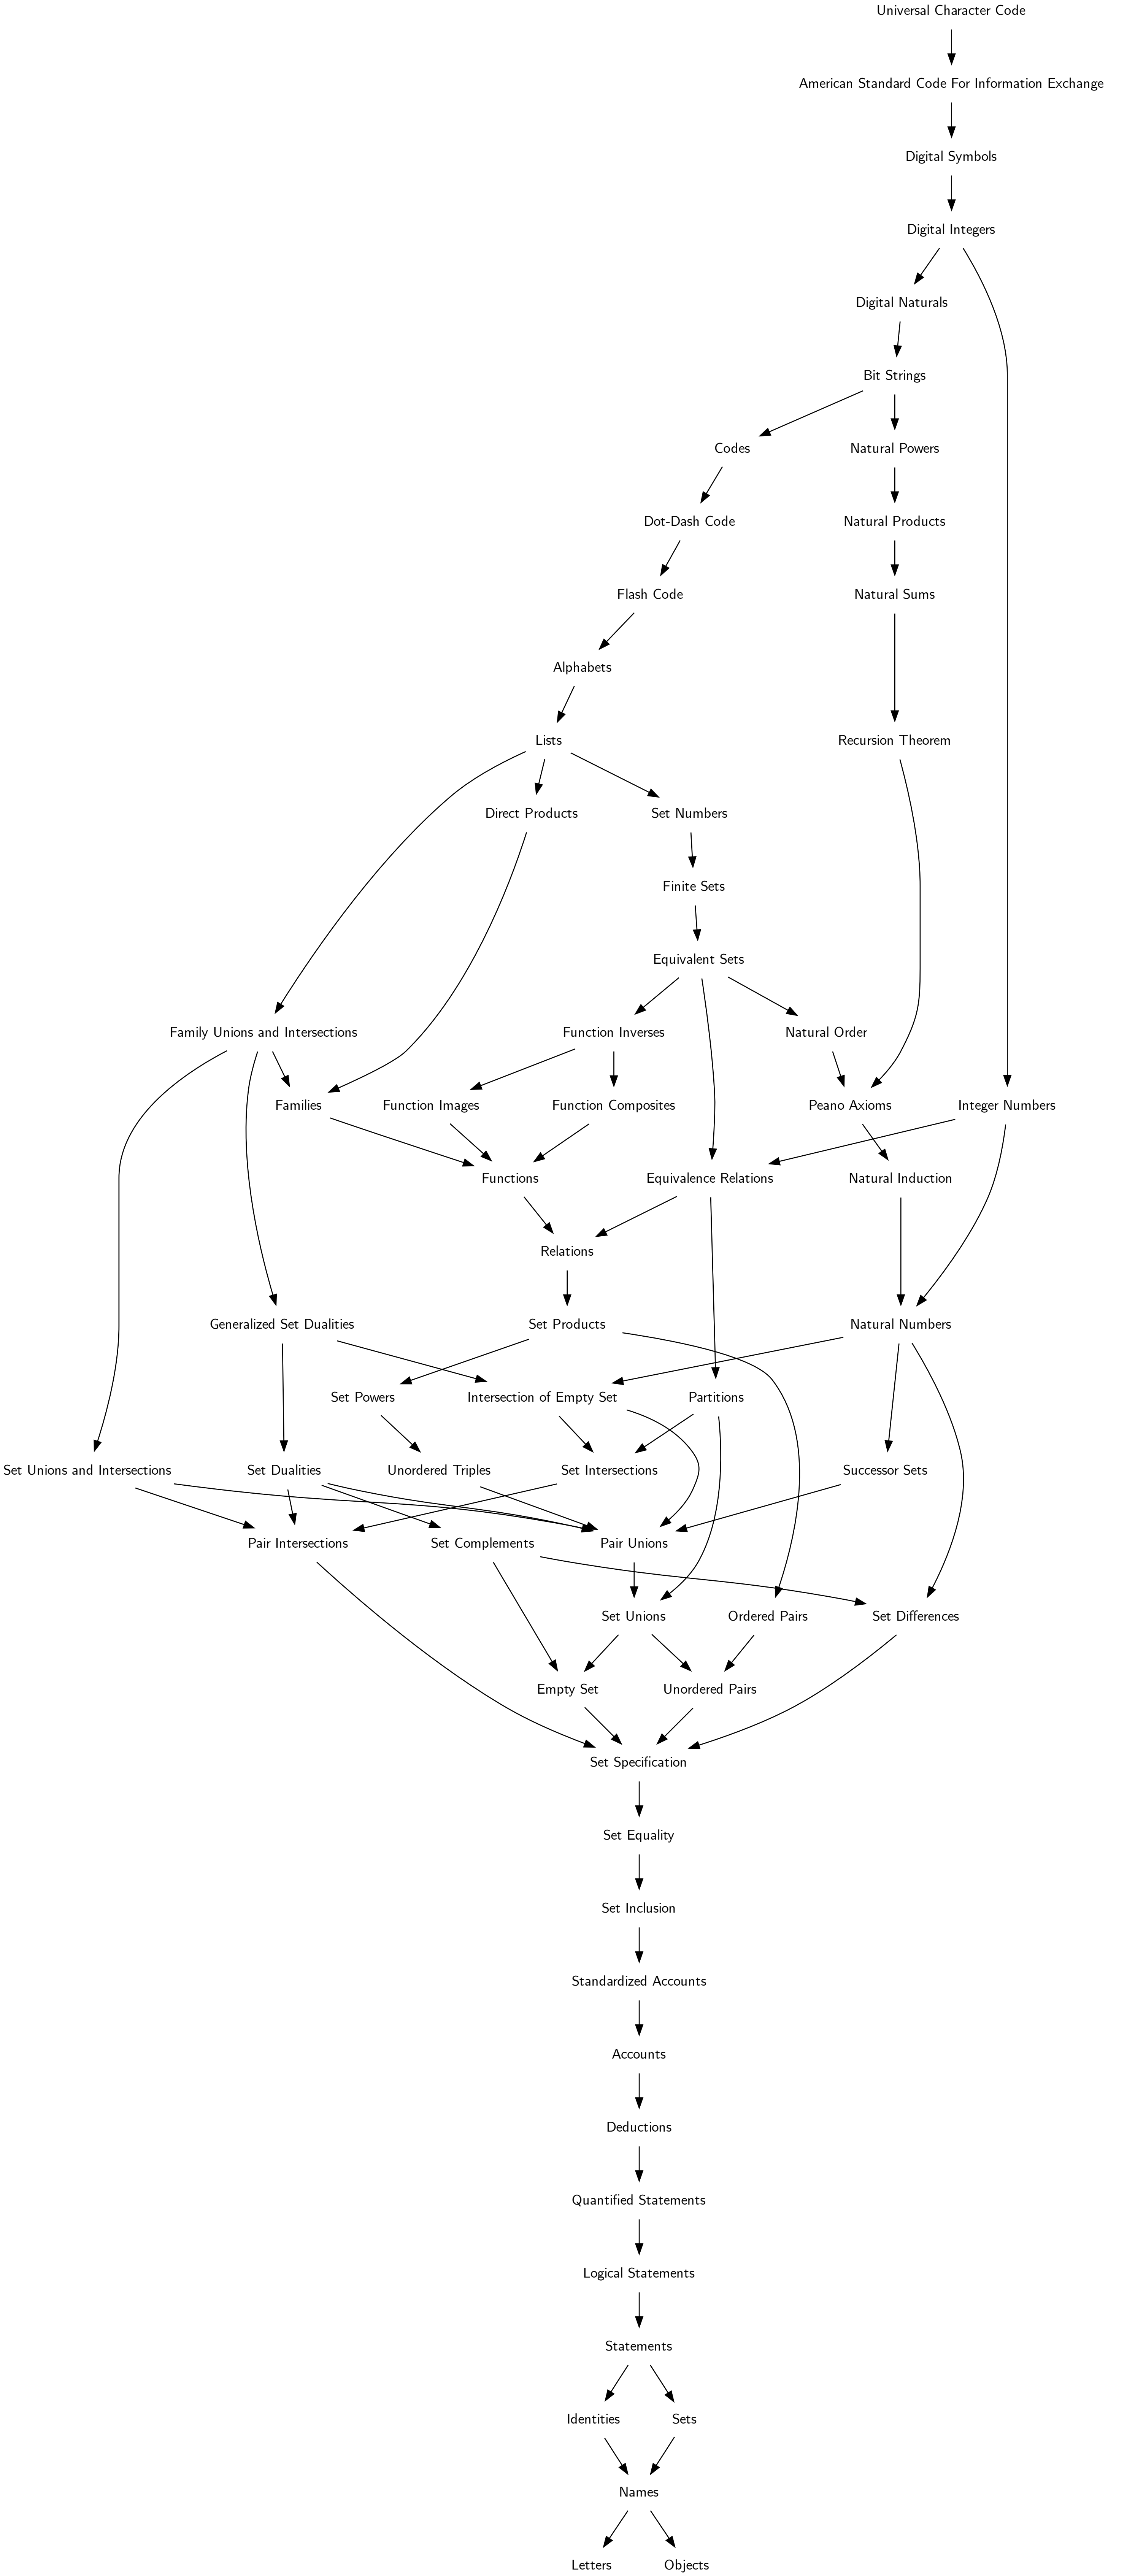 Universal Character Code
American Standard Code For Information Exchange
Digital Symbols
Digital Integers
Digital Naturals
Bit Strings
Codes
Natural Powers
Dot-Dash Code
Natural Products
Flash Code
Natural Sums
Alphabets
Lists
Recursion Theorem
Direct Products
Set Numbers
Finite Sets
Equivalent Sets
Family Unions and Intersections
Function Inverses
Natural Order
Families
Function Images
Function Composites
Peano Axioms
Integer Numbers
Functions
Equivalence Relations
Natural Induction
Relations
Generalized Set Dualities
Set Products
Natural Numbers
Set Powers
Intersection of Empty Set
Partitions
Set Unions and Intersections
Set Dualities
Unordered Triples
Set Intersections
Successor Sets
Pair Intersections
Set Complements
Pair Unions
Set Unions
Ordered Pairs
Set Differences
Empty Set
Unordered Pairs
Set Specification
Set Equality
Set Inclusion
Standardized Accounts
Accounts
Deductions
Quantified Statements
Logical Statements
Statements
Identities
Sets
Names
Letters
Objects